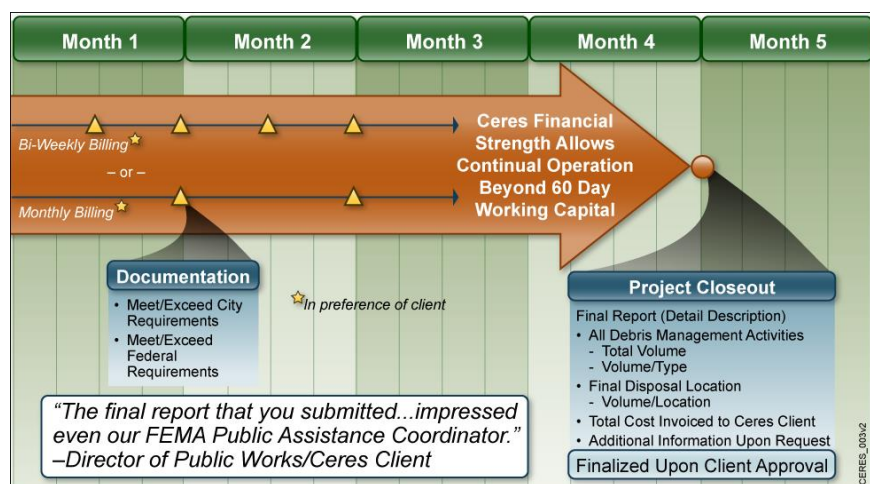 Month 1
Month 2
Month 3
Month 4
Month 5
Bi-Weekly Billing
– or –
Monthly Billing
Ceres Financial
Strength Allows
Continual Operation
Beyond 60 Day
Working Capital
Documentation
• Meet/Exceed City
Requirements
• Meet/Exceed
Federal
Requirements
In preference of client
Project Closeout
Final Report (Detail Description)
• All Debris Management Activities
- Total Volume
- Volume/Type
• Final Disposal Location
- Volume/Location
• Total Cost Invoiced to Ceres Client
• Additional Information Upon Request
Finalized Upon Client Approval
“The final report that you submitted...impressed
even our FEMA Public Assistance Coordinator.”
–Director of Public Works/Ceres Client
CERES_003v2